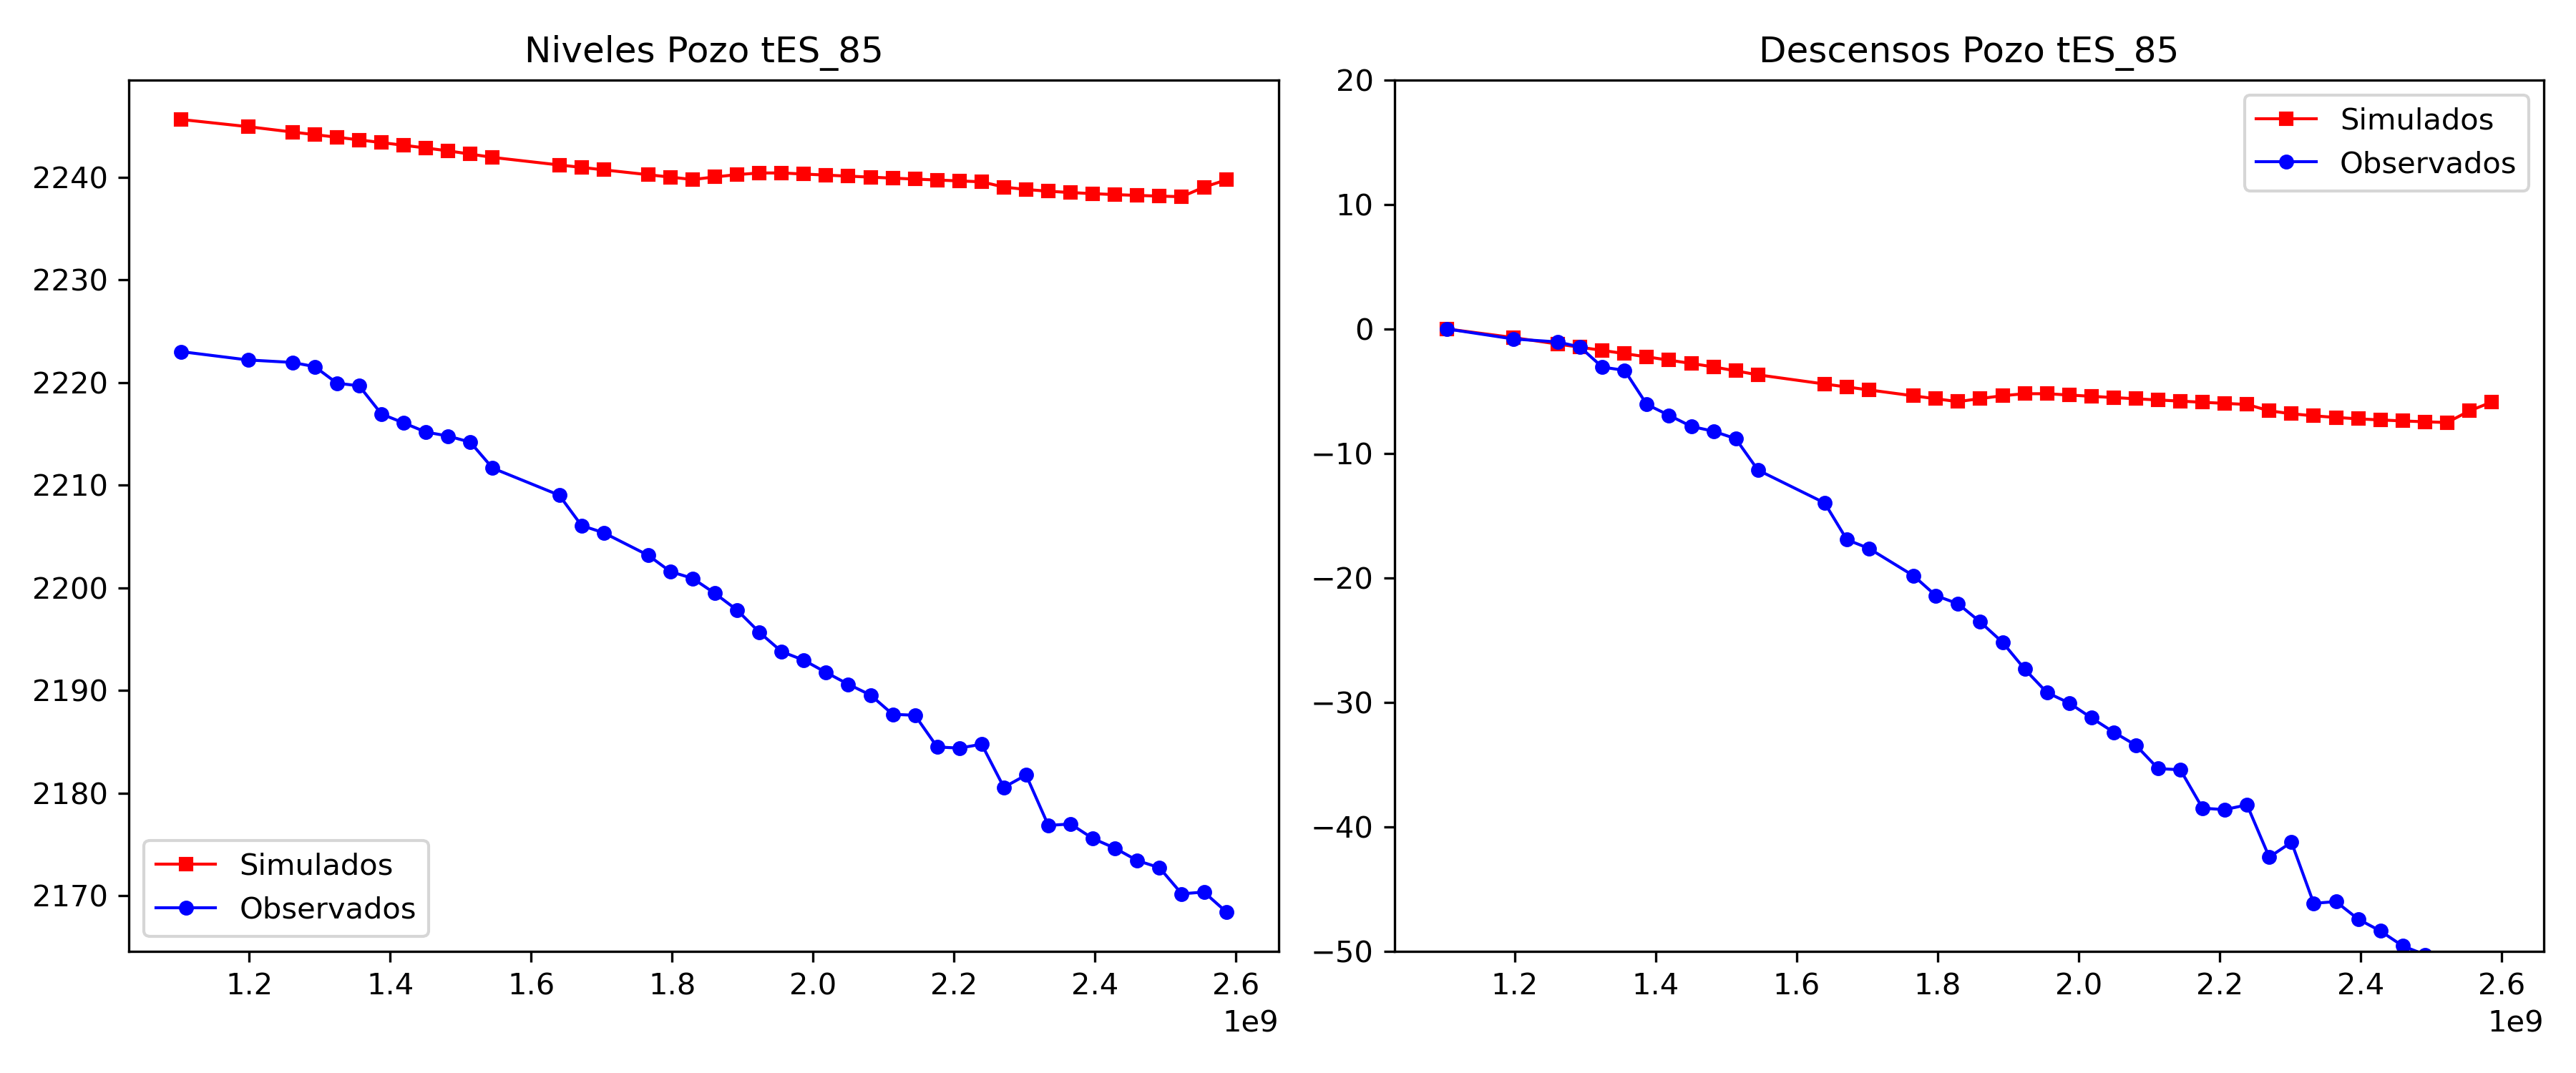 Niveles Pozo tES_85
2240
2230
2220
2210
2200
2190
2180
2170
Simulados
Observados
1.2 1.4 1.6 1.8 2.0 2.2 2.4 2.6
1e9
Descensos Pozo tES_85
20
10
0
−10
−20
−30
−40
−50
Simulados
Observados
1.2 1.4 1.6 1.8 2.0 2.2 2.4 2.6
1e9